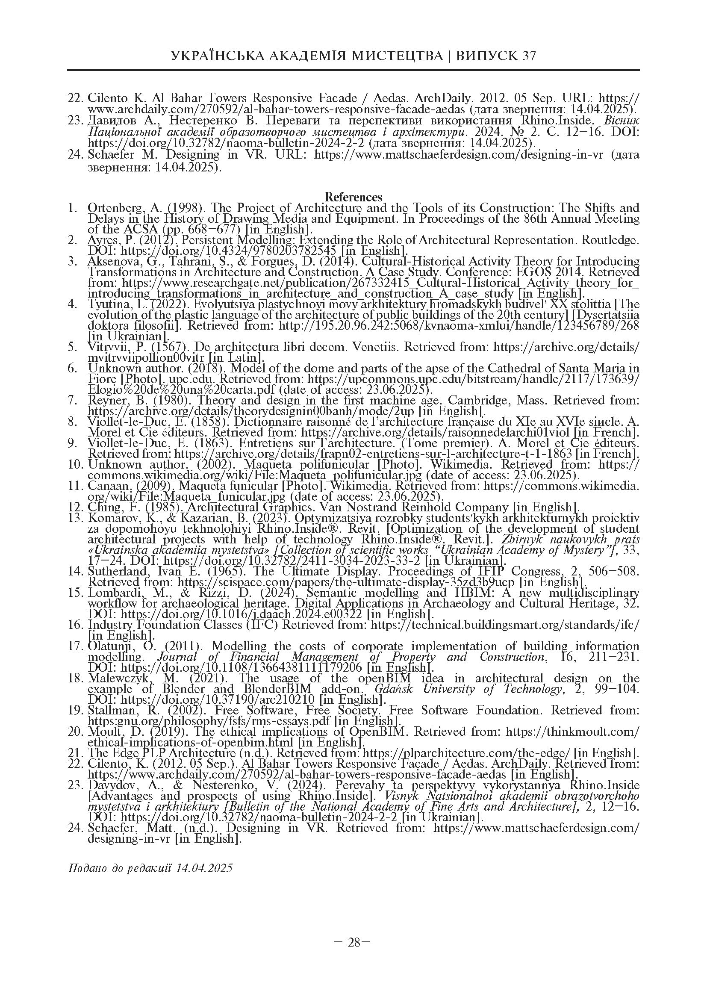 УКРАЇНСЬКА АКАДЕМІЯ МИСТЕЦТВА | ВИПУСК 37
22. Cilento K. Al Bahar Towers Responsive Facade / Aedas. ArchDaily. 2012. 05 Sep. URL: https://
www.archdaily.com/270592/al-bahar-towers-responsive-facade-aedas (дата звернення: 14.04.2025).
23. Давидов А., Нестеренко В. Переваги та перспективи використання Rhino.Inside. Вісник
Національної академії образотворчого мистецтва і архітектури. 2024. № 2. С. 12–16. DOI:
https://doi.org/10.32782/naoma-bulletin-2024-2-2 (дата звернення: 14.04.2025).
24. Schaefer M. Designing in VR. URL: https://www.mattschaeferdesign.com/designing-in-vr (дата
звернення: 14.04.2025).
References
1. Ortenberg, A. (1998). The Project of Architecture and the Tools of its Construction: The Shifts and
Delays in the History of Drawing Media and Equipment. In Proceedings of the 86th Annual Meeting
of the ACSA (pp. 668–677) [in English].
2. Ayres, P. (2012). Persistent Modelling: Extending the Role of Architectural Representation. Routledge.
DOI: https://doi.org/10.4324/9780203782545 [in English].
3. Aksenova, G., Tahrani, S., & Forgues, D. (2014). Cultural-Historical Activity Theory for Introducing
Transformations in Architecture and Construction. A Case Study. Conference: EGOS 2014. Retrieved
from: https://www.researchgate.net/publication/267332415_Cultural-Historical_Activity_theory_for_
introducing_transformations_in_architecture_and_construction_A_case_study [in English].
4. Tyutina, L. (2022). Evolyutsiya plastychnoyi movy arkhitektury hromadskykh budivel' XX stolittia [The
evolution of the plastic language of the architecture of public buildings of the 20th century] [Dysertatsiia
doktora filosofii]. Retrieved from: http://195.20.96.242:5068/kvnaoma-xmlui/handle/123456789/268
[in Ukrainian].
5. Vitrvvii, P. (1567). De architectura libri decem. Venetiis. Retrieved from: https://archive.org/details/
mvitrvviipollion00vitr [in Latin].
6. Unknown author. (2018). Model of the dome and parts of the apse of the Cathedral of Santa Maria in
Fiore [Photo]. upc.edu. Retrieved from: https://upcommons.upc.edu/bitstream/handle/2117/173639/
Elogio%20de%20una%20carta.pdf (date of access: 23.06.2025).
7. Reyner, B. (1980). Theory and design in the first machine age. Cambridge, Mass. Retrieved from:
https://archive.org/details/theorydesignin00banh/mode/2up [in English].
8. Viollet-le-Duc, E. (1858). Dictionnaire raisonné de l’architecture française du XIe au XVIe siиcle. A.
Morel et Cie éditeurs. Retrieved from: https://archive.org/details/raisonnedelarchi01viol [in French].
9. Viollet-le-Duc, E. (1863). Entretiens sur l’architecture. (Tome premier). A. Morel et Cie éditeurs.
Retrieved from: https://archive.org/details/frapn02-entretiens-sur-l-architecture-t-1-1863 [in French].
10. Unknown author. (2002). Maqueta polifunicular [Photo]. Wikimedia. Retrieved from: https://
commons.wikimedia.org/wiki/File:Maqueta_polifunicular.jpg (date of access: 23.06.2025).
11. Canaan. (2009). Maqueta funicular [Photo]. Wikimedia. Retrieved from: https://commons.wikimedia.
org/wiki/File:Maqueta_funicular.jpg (date of access: 23.06.2025).
12. Ching, F. (1985). Architectural Graphics. Van Nostrand Reinhold Company [in English].
13. Komarov, K., & Kazarian, B. (2023). Optymizatsiya rozrobky students'kykh arkhitekturnykh proiektiv
za dopomohoyu tekhnolohiyi Rhino.Inside®. Revit. [Optimization of the development of student
architectural projects with help of technology Rhino.Inside®. Revit.]. Zbirnyk naukovykh prats
«Ukrainska akademiia mystetstva» [Collection of scientific works “Ukrainian Academy of Mystery”], 33,
17–24. DOI: https://doi.org/10.32782/2411-3034-2023-33-2 [in Ukrainian].
14. Sutherland, Ivan E. (1965). The Ultimate Display. Proceedings of IFIP Congress, 2, 506–508.
Retrieved from: https://scispace.com/papers/the-ultimate-display-35zd3b9ucp [in English].
15. Lombardi, M., & Rizzi, D. (2024). Semantic modelling and HBIM: A new multidisciplinary
workflow for archaeological heritage. Digital Applications in Archaeology and Cultural Heritage, 32.
DOI: https://doi.org/10.1016/j.daach.2024.e00322 [in English].
16. Industry Foundation Classes (IFC) Retrieved from: https://technical.buildingsmart.org/standards/ifc/
[in English].
17. Olatunji, O. (2011). Modelling the costs of corporate implementation of building information
modelling. Journal of Financial Management of Property and Construction, 16, 211–231.
DOI: https://doi.org/10.1108/13664381111179206 [in English].
18. Malewczyk, M. (2021). The usage of the openBIM idea in architectural design on the
example of Blender and BlenderBIM add-on. Gdańsk University of Technology, 2, 99–104.
DOI: https://doi.org/10.37190/arc210210 [in English].
19. Stallman, R. (2002). Free Software, Free Society. Free Software Foundation. Retrieved from:
https:gnu.org/philosophy/fsfs/rms-essays.pdf [in English].
20. Moult, D. (2019). The ethical implications of OpenBIM. Retrieved from: https://thinkmoult.com/
ethical-implications-of-openbim.html [in English].
21. The Edge PLP Architecture (n.d.). Retrieved from: https://plparchitecture.com/the-edge/ [in English].
22. Cilento, K. (2012. 05 Sep.). Al Bahar Towers Responsive Facade / Aedas. ArchDaily. Retrieved from:
https://www.archdaily.com/270592/al-bahar-towers-responsive-facade-aedas [in English].
23. Davydov, A., & Nesterenko, V. (2024). Perevahy ta perspektyvy vykorystannya Rhino.Inside
[Advantages and prospects of using Rhino.Inside]. Visnyk Natsionalnoi akademii obrazotvorchoho
mystetstva i arkhitektury [Bulletin of the National Academy of Fine Arts and Architecture], 2, 12–16.
DOI: https://doi.org/10.32782/naoma-bulletin-2024-2-2 [in Ukrainian].
24. Schaefer, Matt. (n.d.). Designing in VR. Retrieved from: https://www.mattschaeferdesign.com/
designing-in-vr [in English].
Подано до редакції 14.04.2025
– 28–